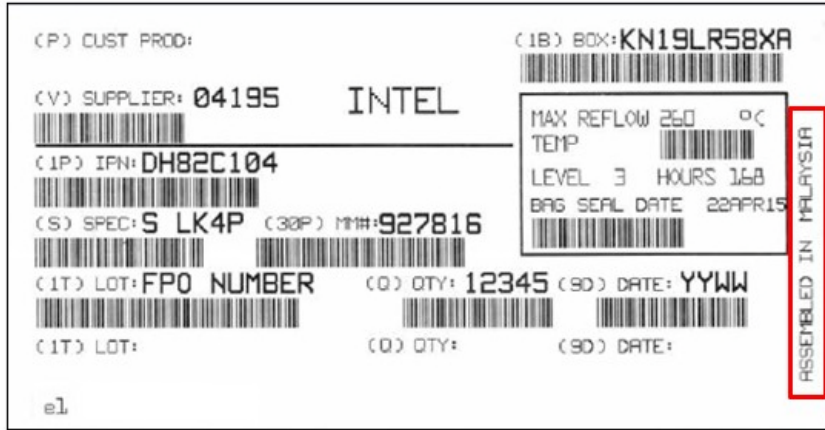 (P) CUST PROD:
(1B) BOX:KN19LR58XA
(V) SUPPLIER: 04195
INTEL
MAX REFLOW 260 °C
TEMP
LEVEL 3 HOURS 168
BAG SEAL DATE 22APR15
(1P) IPN:DH82C104
(S) SPEC:S LK4P (30P) MM#:927816
(1T) LOT:FPO NUMBER (Q) QTY: 12345 (9D) DATE: YYWW
(1T) LOT: (Q) QTY: (9D) DATE:
e1
ASSEMBLED IN MALAYSIA